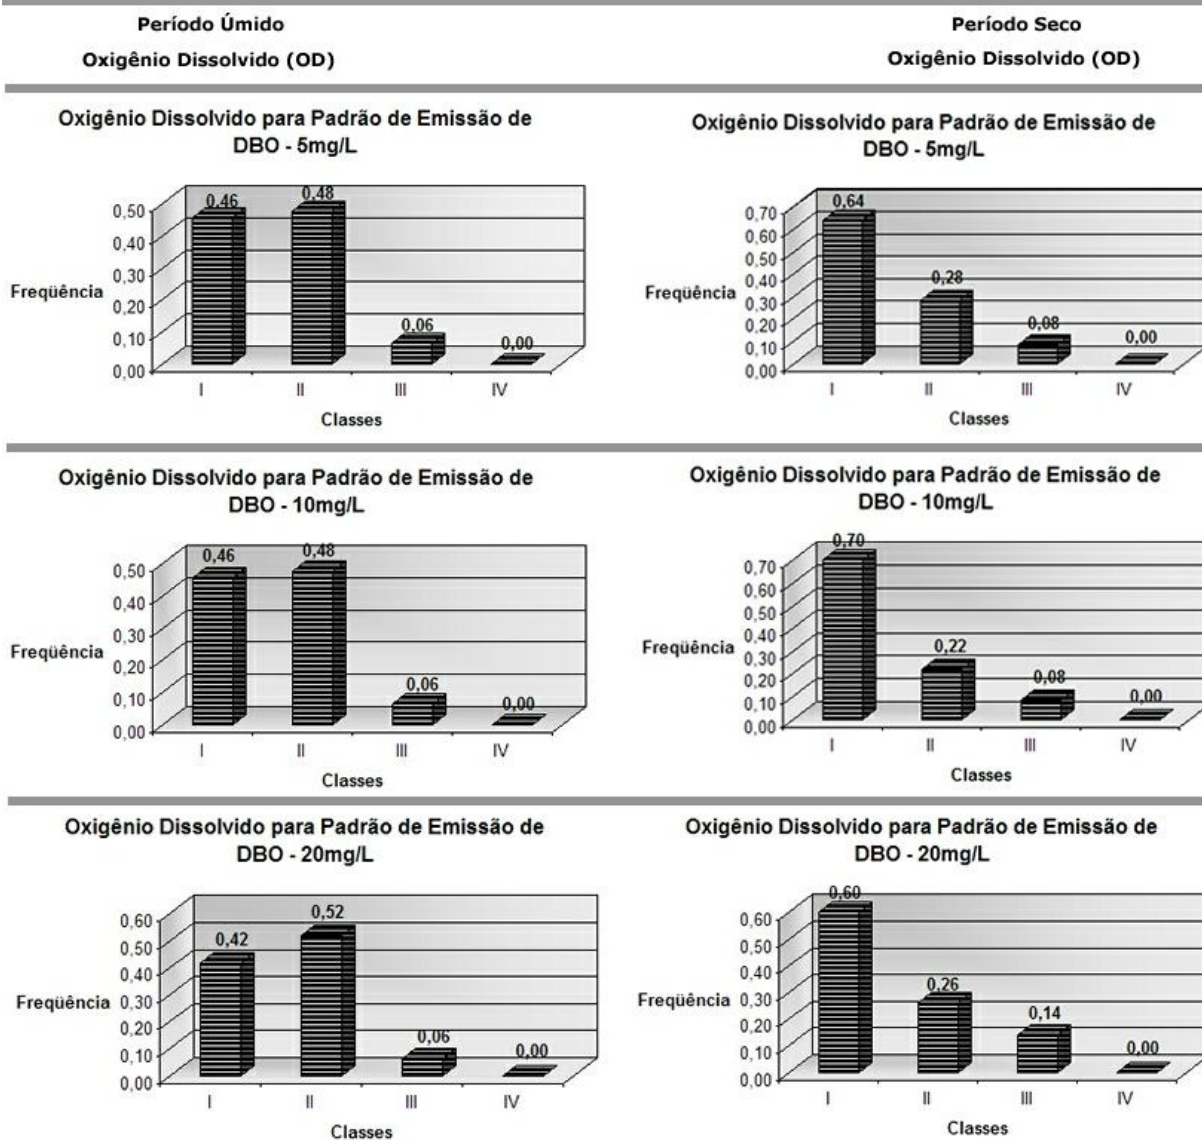 Período Úmido
Oxigênio Dissolvido (OD)
Período Seco
Oxigênio Dissolvido (OD)
Oxigênio Dissolvido para Padrão de Emissão de
DBO - 5mg/L
0,46
0,48
0,06
0,00
0,50
0,40
0,30
0,20
0,10
0,00
Freqüência
I II III IV
Classes
Oxigênio Dissolvido para Padrão de Emissão de
DBO - 5mg/L
0,64
0,28
0,08
0,00
0,70
0,60
0,50
0,40
0,30
0,20
0,10
0,00
Freqüência
I II III IV
Classes
Oxigênio Dissolvido para Padrão de Emissão de
DBO - 10mg/L
0,46
0,48
0,06
0,00
0,50
0,40
0,30
0,20
0,10
0,00
Freqüência
I II III IV
Classes
Oxigênio Dissolvido para Padrão de Emissão de
DBO - 10mg/L
0,70
0,22
0,08
0,00
0,70
0,60
0,50
0,40
0,30
0,20
0,10
0,00
Freqüência
I II III IV
Classes
Oxigênio Dissolvido para Padrão de Emissão de
DBO - 20mg/L
0,42
0,52
0,06
0,00
0,60
0,50
0,40
0,30
0,20
0,10
0,00
Freqüência
I II III IV
Classes
Oxigênio Dissolvido para Padrão de Emissão de
DBO - 20mg/L
0,60
0,26
0,14
0,00
0,60
0,50
0,40
0,30
0,20
0,10
0,00
Freqüência
I II III IV
Classes